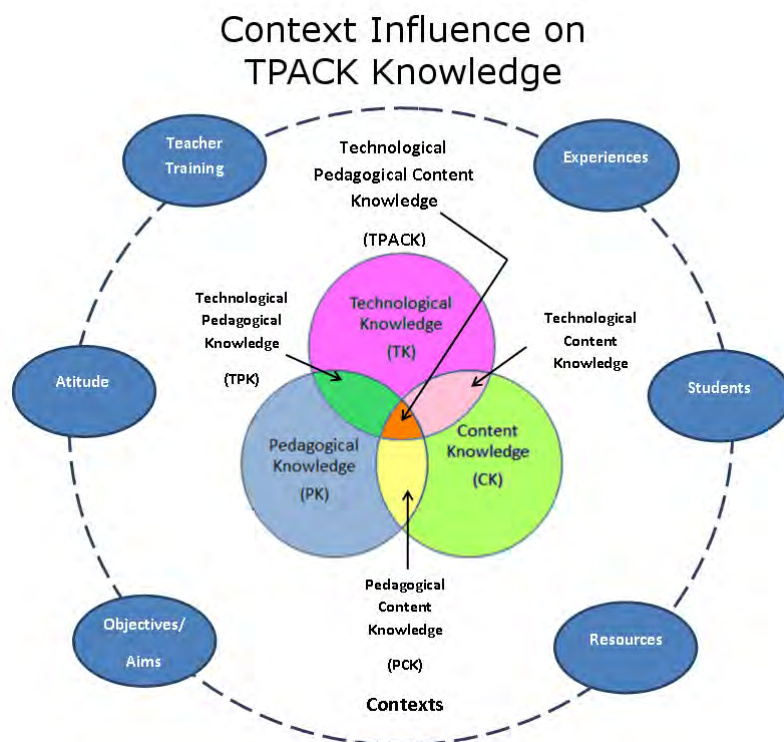 Context Influence on
TPACK Knowledge
Teacher
Training
Technological
Pedagogical Content
Knowledge
(TPACK)
Experiences
Technological
Pedagogical
Knowledge
(TPK)
Technological
Knowledge
(TK)
Technological
Content
Knowledge
Atitude
Students
Pedagogical
Knowledge
(PK)
Content
Knowledge
(CK)
Pedagogical
Content
Knowledge
(PCK)
Objectives/
Aims
Resources
Contexts